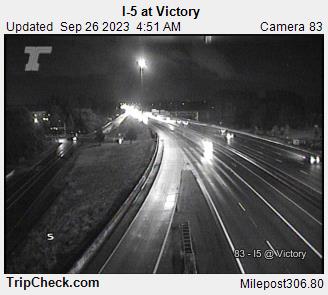 I-5 at Victory
Updated Sep 26 2023 4:51 AM Camera 83
T
S
83 - I5 @ Victory
TripCheck.com Milepost306.80